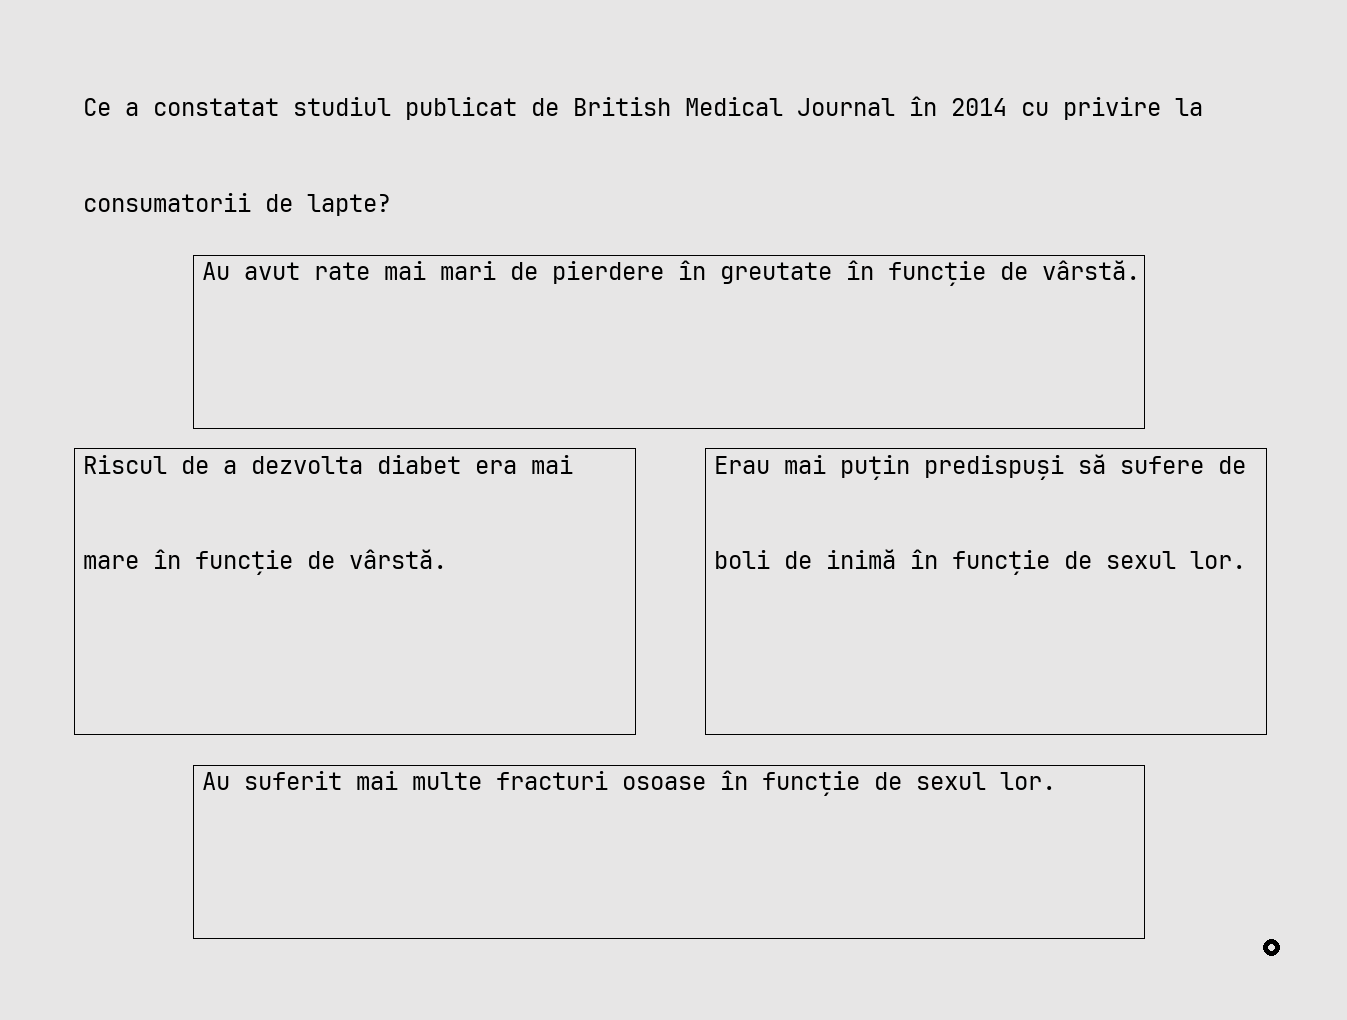 Ce a constatat studiul publicat de British Medical Journal în 2014 cu privire la
consumatorii de lapte?
Au avut rate mai mari de pierdere în greutate în funcție de vârstă.
Riscul de a dezvolta diabet era mai
mare în funcție de vârstă.
Erau mai puțin predispuși să sufere de
boli de inimă în funcție de sexul lor.
Au suferit mai multe fracturi osoase în funcție de sexul lor.